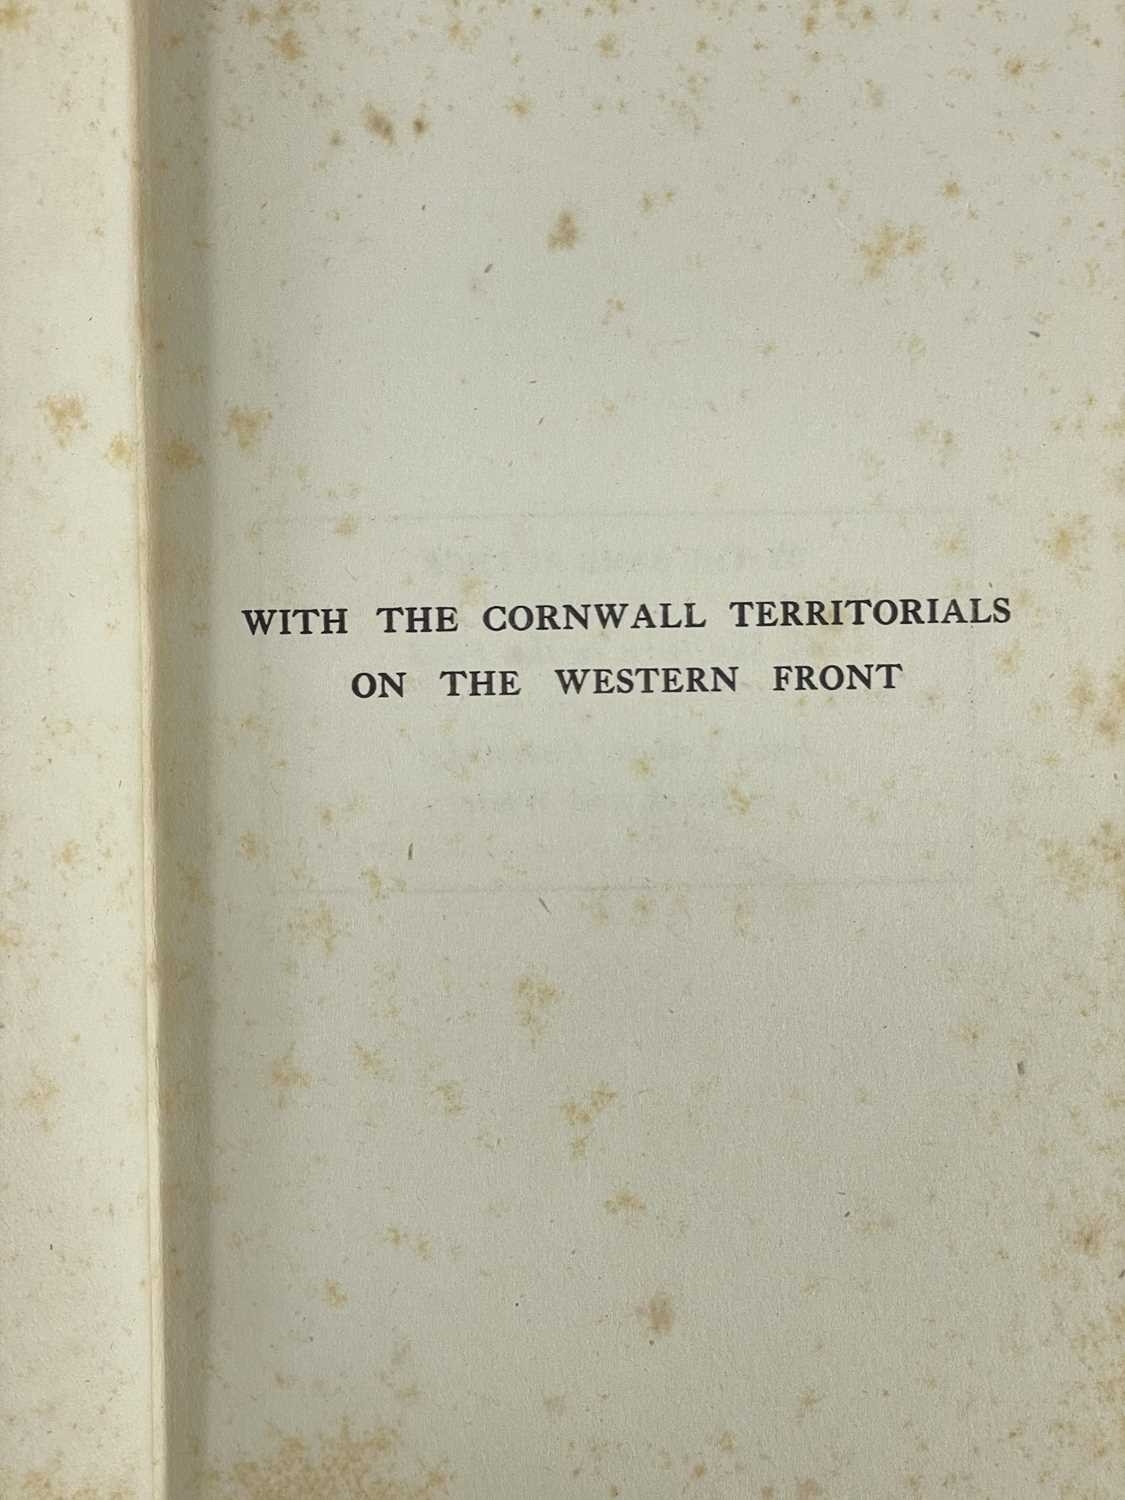 WITH THE CORNWALL TERRITORIALS
ON THE WESTERN FRONT